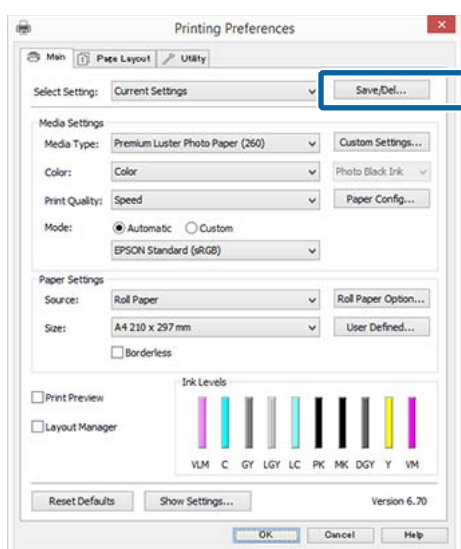 Printing Preferences
Main Page Layout Utility
Select Setting: Current Settings Save/Del...
Media Settings
Media Type: Premium Luster Photo Paper (260) Custom Settings...
Color: Color Photo Black Ink
Print Quality: Speed Paper Config...
Mode: Automatic Custom
EPSON Standard (sRGB)
Paper Settings
Source: Roll Paper Roll Paper Option...
Size: A4 210 x 297 mm User Defined...
Borderless
Ink Levels
Print Preview
Layout Manager
VLM C GY LGY LC PK MK DGY Y VM
Reset Defaults Show Settings... Version 6.70
OK Cancel Help